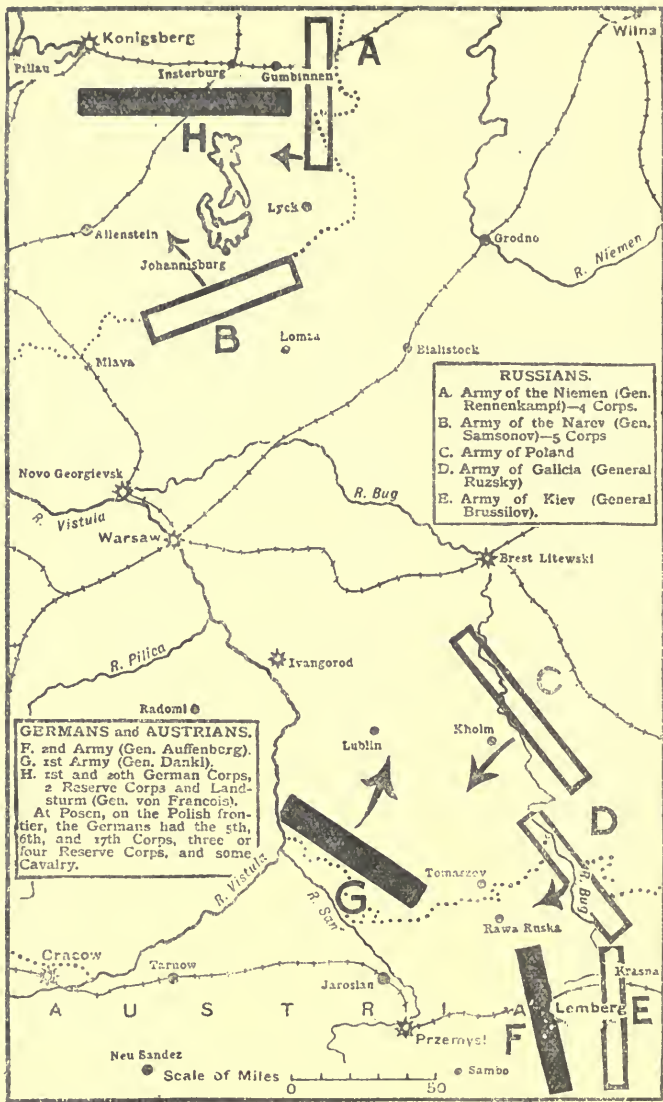 Konigsberg
Wilna
Pillau
Insterburg
Gumbinnen
A
H
Lyck
Allenstein
Grodno
Johannisburg
R. Niemen
B
Lomza
Bialistock
Mlava
RUSSIANS.
A. Army of the Niemen (Gen.
Rennenkampf)—4 Corps.
B. Army of the Narev (Gen.
Samsonov)—5 Corps
C. Army of Poland
D. Army of Galicia (General
Ruzsky)
E. Army of Kiev (General
Brussilov).
Novo Georgievsk
R. Bug
R. Vistula
Warsaw
Brest Litewski
R. Pilica
Ivangorod
C
Radom
GERMANS and AUSTRIANS.
F. 2nd Army (Gen. Auffenberg).
G. 1st Army (Gen. Dankl).
H. 1st and 20th German Corps,
2 Reserve Corps and Land-
sturm (Gen. von Francois).
At Posen, on the Polish fron-
tier, the Germans had the 5th,
6th, and 17th Corps, three or
four Reserve Corps, and some
Cavalry.
Lublin
Kholm
D
G
Tomaszov
R. Bug
R. Vistula
R. San
Rawa Ruska
Cracow
Tarnow
Jaroslan
Krasna
AUSTRIA
Lemberg
E
F
Przemysl
Neu Sandez
Scale of Miles
0 50
Sambo